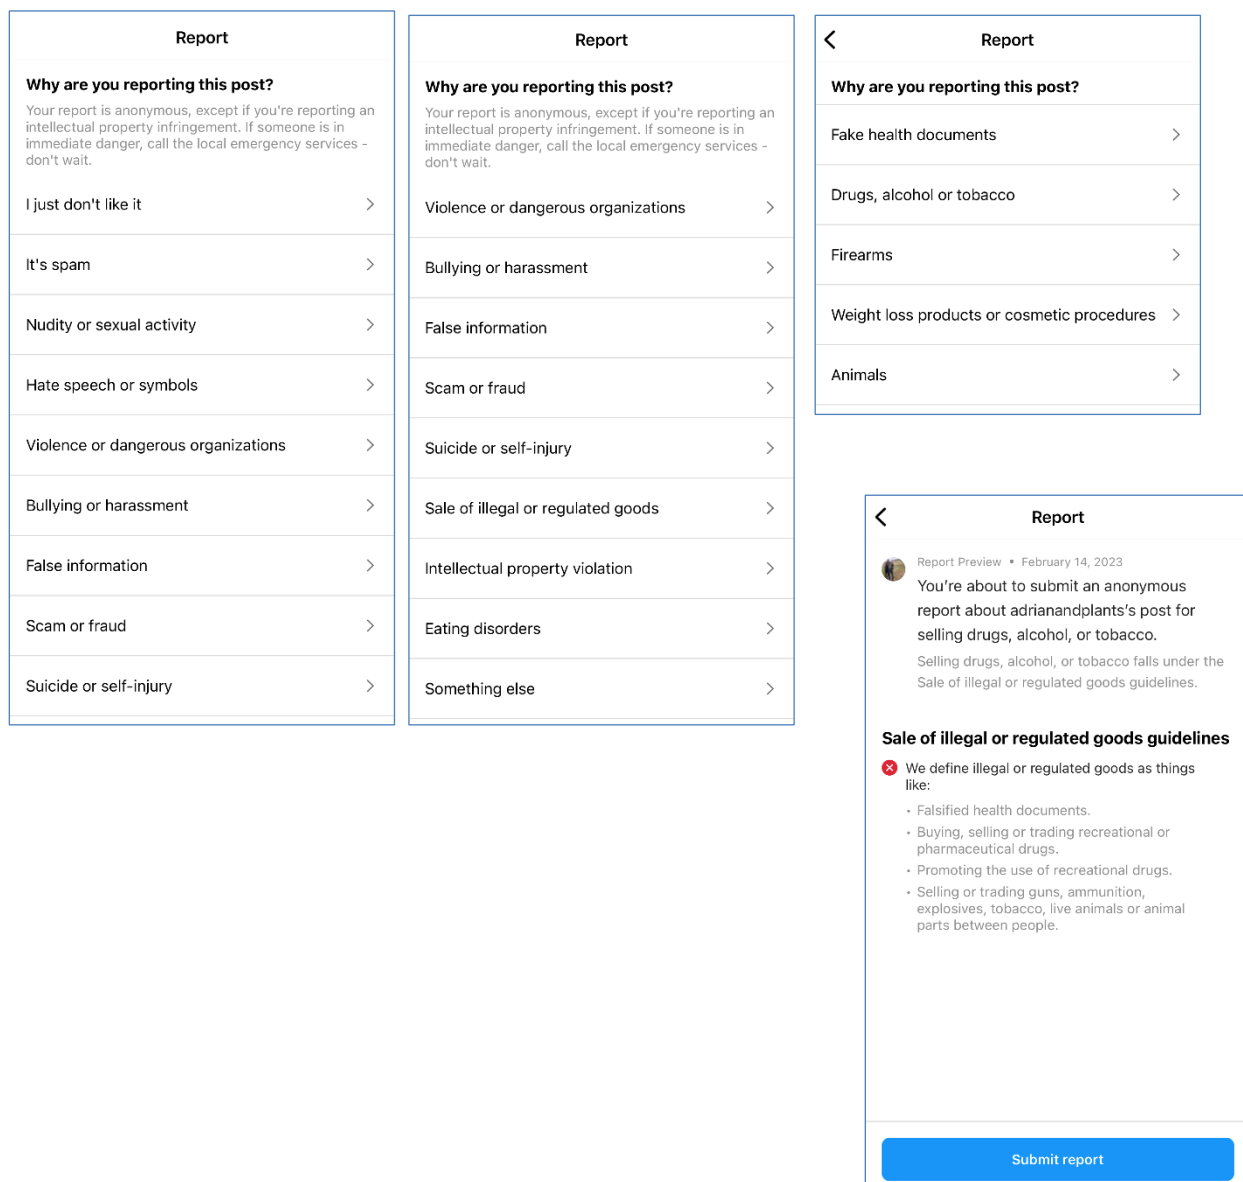 Report
Why are you reporting this post?
Your report is anonymous, except if you're reporting an
intellectual property infringement. If someone is in
immediate danger, call the local emergency services -
don't wait.
I just don't like it
It's spam
Nudity or sexual activity
Hate speech or symbols
Violence or dangerous organizations
Bullying or harassment
False information
Scam or fraud
Suicide or self-injury
Report
Why are you reporting this post?
Your report is anonymous, except if you're reporting an
intellectual property infringement. If someone is in
immediate danger, call the local emergency services -
don't wait.
Violence or dangerous organizations
Bullying or harassment
False information
Scam or fraud
Suicide or self-injury
Sale of illegal or regulated goods
Intellectual property violation
Eating disorders
Something else
Report
Why are you reporting this post?
Fake health documents
Drugs, alcohol or tobacco
Firearms
Weight loss products or cosmetic procedures
Animals
Report
Report Preview • February 14, 2023
You're about to submit an anonymous
report about adrianandplants's post for
selling drugs, alcohol, or tobacco.
Selling drugs, alcohol, or tobacco falls under the
Sale of illegal or regulated goods guidelines.
Sale of illegal or regulated goods guidelines
We define illegal or regulated goods as things
like:
• Falsified health documents.
• Buying, selling or trading recreational or
pharmaceutical drugs.
• Promoting the use of recreational drugs.
• Selling or trading guns, ammunition,
explosives, tobacco, live animals or animal
parts between people.
Submit report